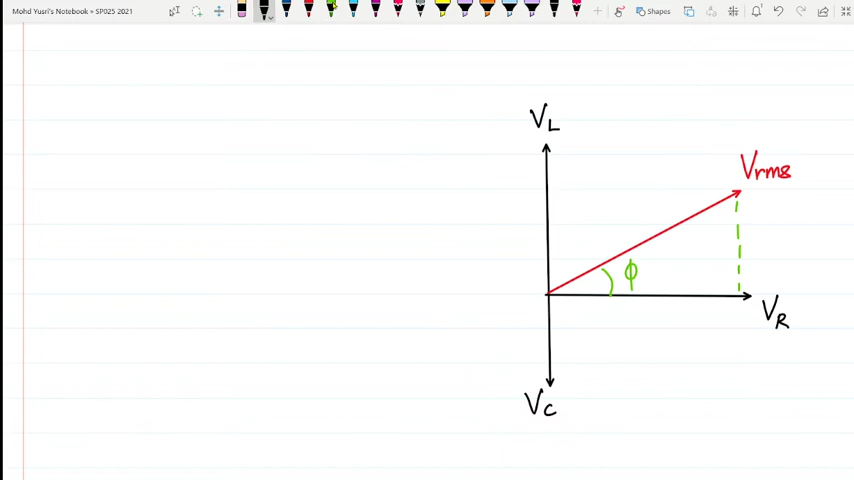 Mohd Yusri's Notebook » SP025 2021
Shapes
VL
Vrms
ϕ
VR
Vc